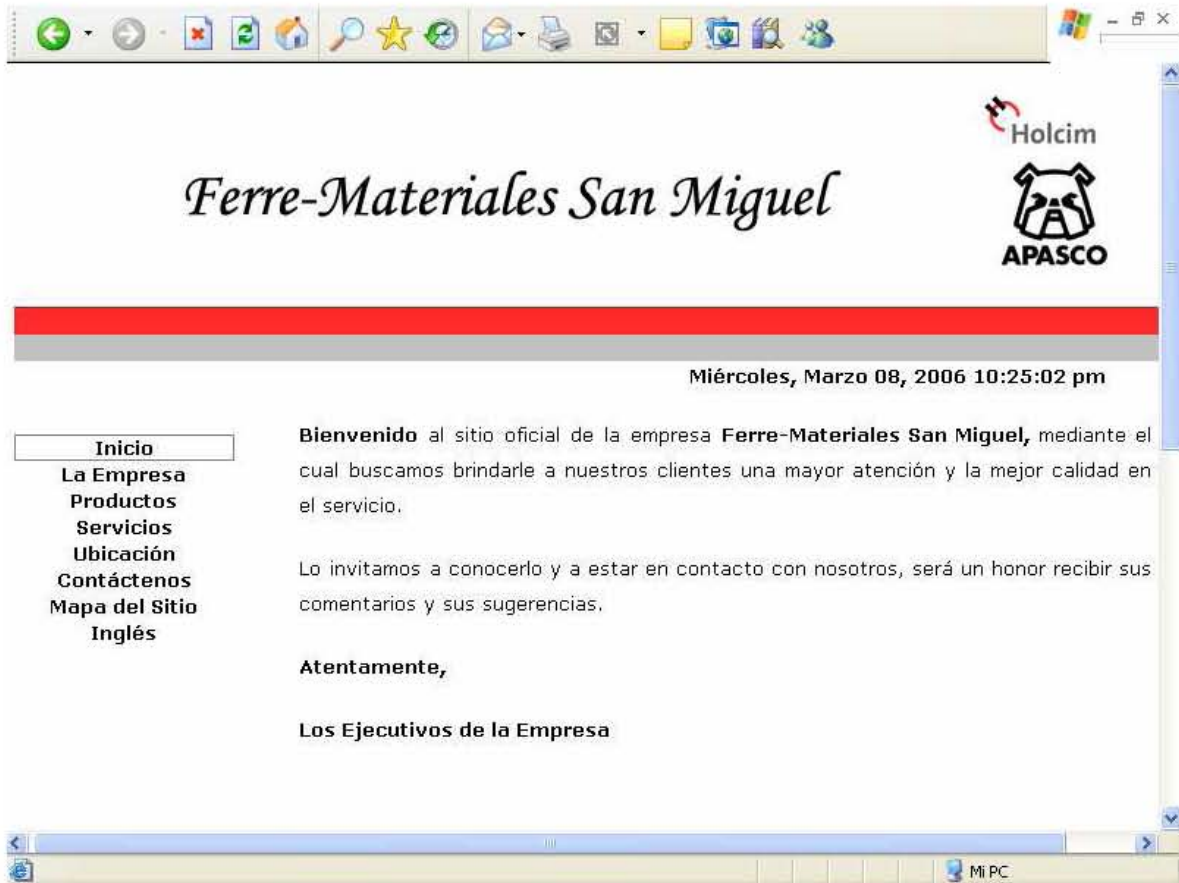 Holcim
Ferre-Materiales San Miguel
APASCO
Miércoles, Marzo 08, 2006 10:25:02 pm
Inicio
La Empresa
Productos
Servicios
Ubicación
Contáctenos
Mapa del Sitio
Inglés
Bienvenido al sitio oficial de la empresa Ferre-Materiales San Miguel, mediante el
cual buscamos brindarle a nuestros clientes una mayor atención y la mejor calidad en
el servicio.
Lo invitamos a conocerlo y a estar en contacto con nosotros, será un honor recibir sus
comentarios y sus sugerencias.
Atentamente,
Los Ejecutivos de la Empresa
Mi PC